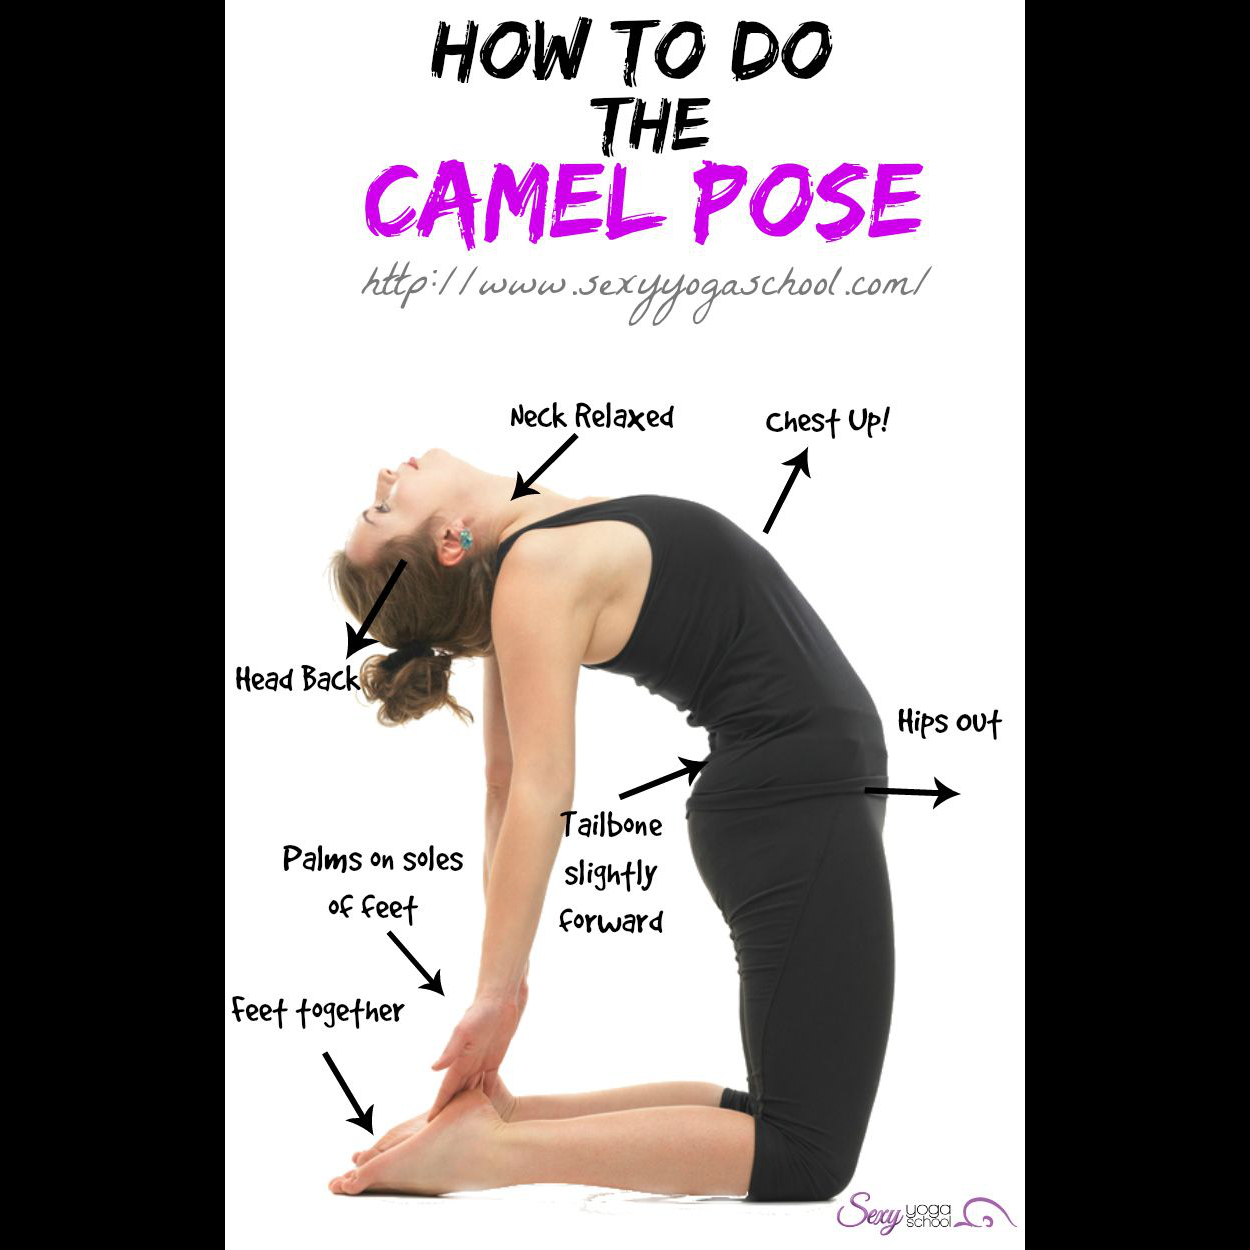 HOW TO DO
THE
CAMEL POSE
http://www.sexyyogaschool.com/
Neck Relaxed
Chest Up!
Head Back
Hips out
Tailbone
slightly
forward
Palms on soles
of feet
Feet together
Sexy yoga
school